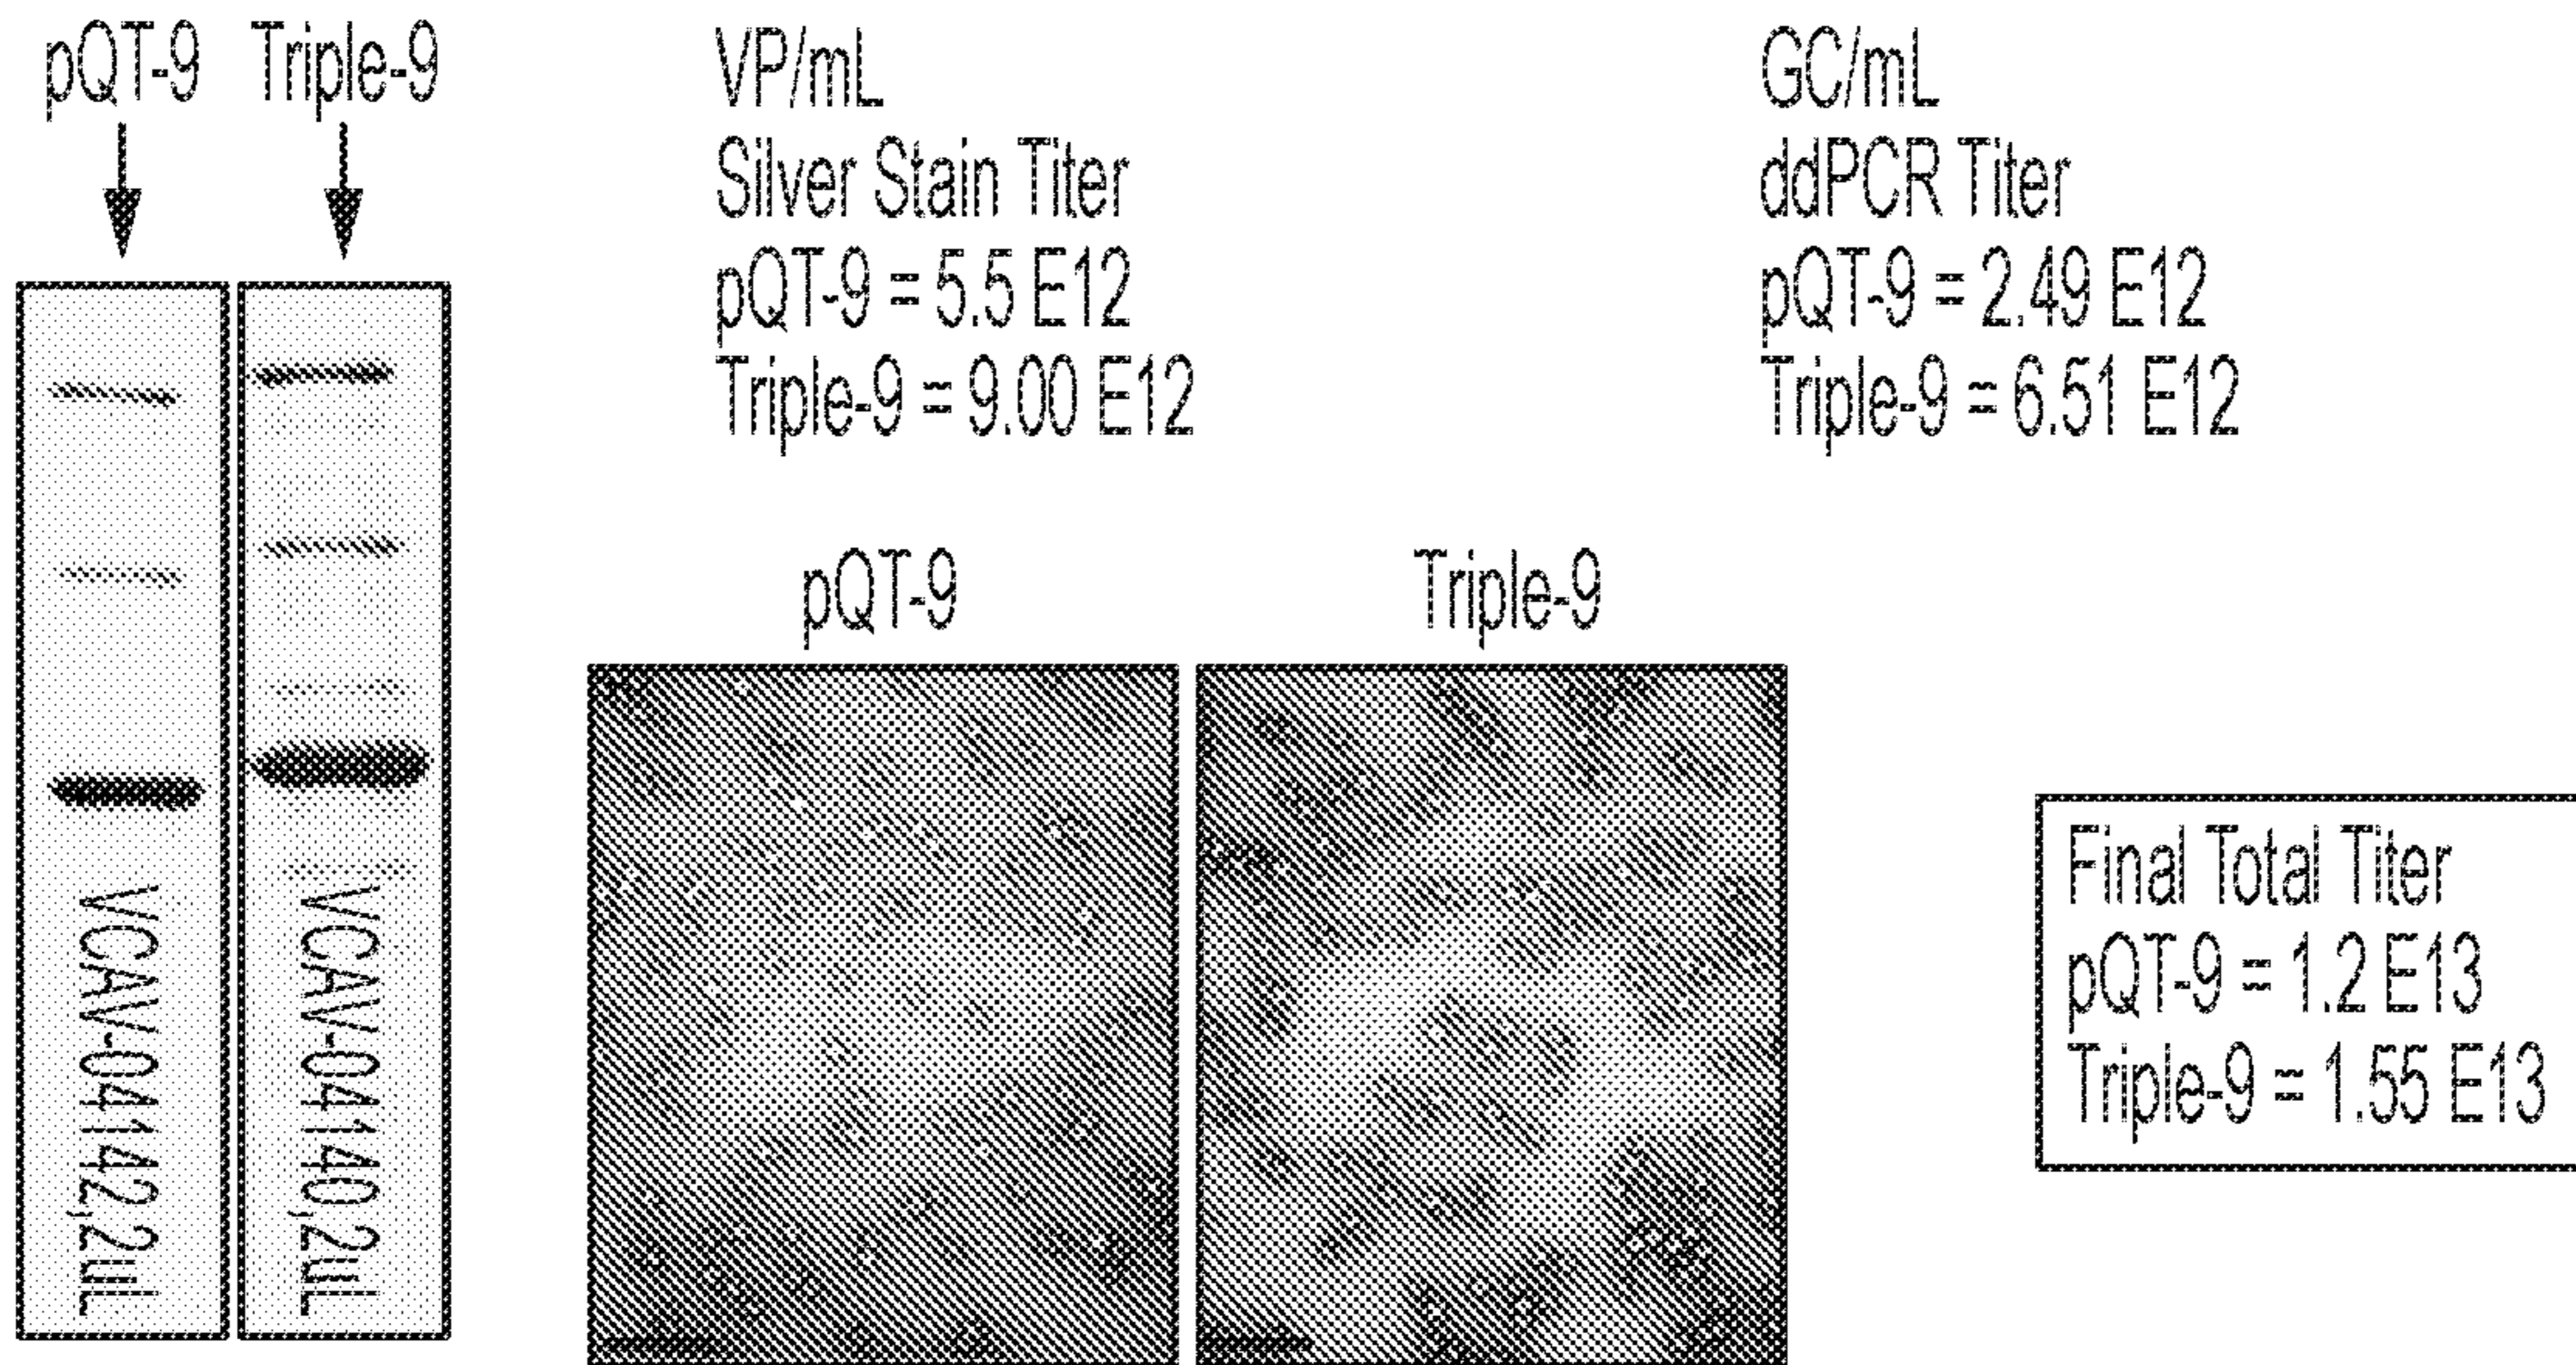 pQT-9 Triple-9
VCAV-04142,2uL
VCAV-04140,2uL
VP/mL
Silver Stain Titer
pQT-9 = 5.5 E12
Triple-9 = 9.00 E12
GC/mL
ddPCR Titer
pQT-9 = 2.49 E12
Triple-9 = 6.51 E12
pQT-9 Triple-9
Final Total Titer
pQT-9 = 1.2 E13
Triple-9 = 1.55 E13